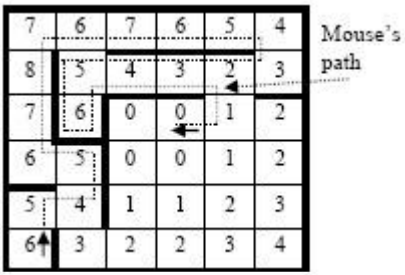 7 6 7 6 5 4
Mouse's
path
8 5 4 3 2 3
7 6 0 0 1 2
6 5 0 0 1 2
5 4 1 1 2 3
6 3 2 2 3 4